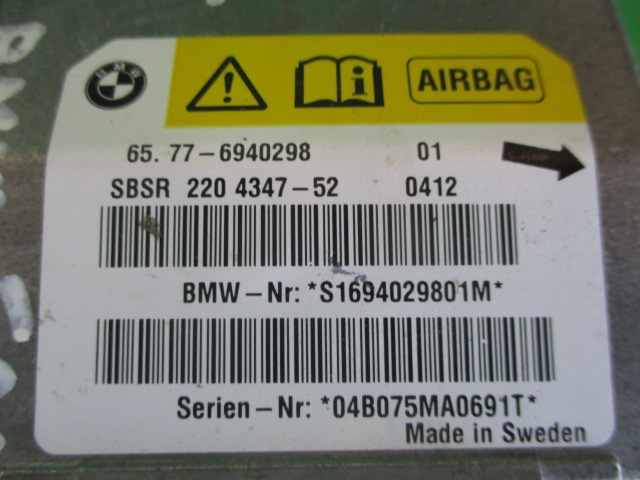 BMW
AIRBAG
65. 77-6940298 01
SBSR 220 4347-52 0412
BMW-Nr: *S1694029801M*
Serien-Nr: *04B075MA0691T*
Made in Sweden